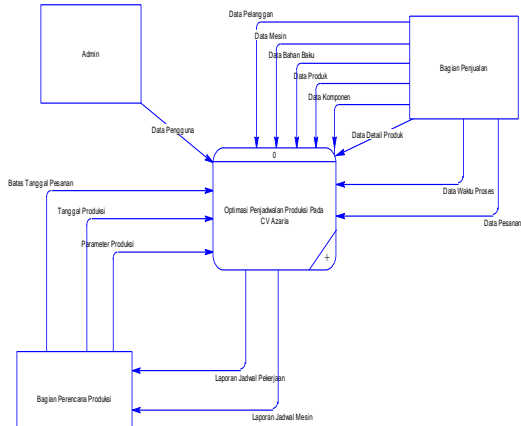 Data Pelanggan
Data Mesin
Data Bahan Baku
Data Produk
Data Komponen
Admin
Bagian Penjualan
Data Pengguna
Data Detail Produk
0
Batas Tanggal Pesanan
Data Waktu Proses
Tanggal Produksi
Optimasi Penjadwalan Produksi Pada
CV Azaria
Data Pesanan
Parameter Produksi
+
Laporan Jadwal Pekerjaan
Bagian Perencana Produksi
Laporan Jadwal Mesin